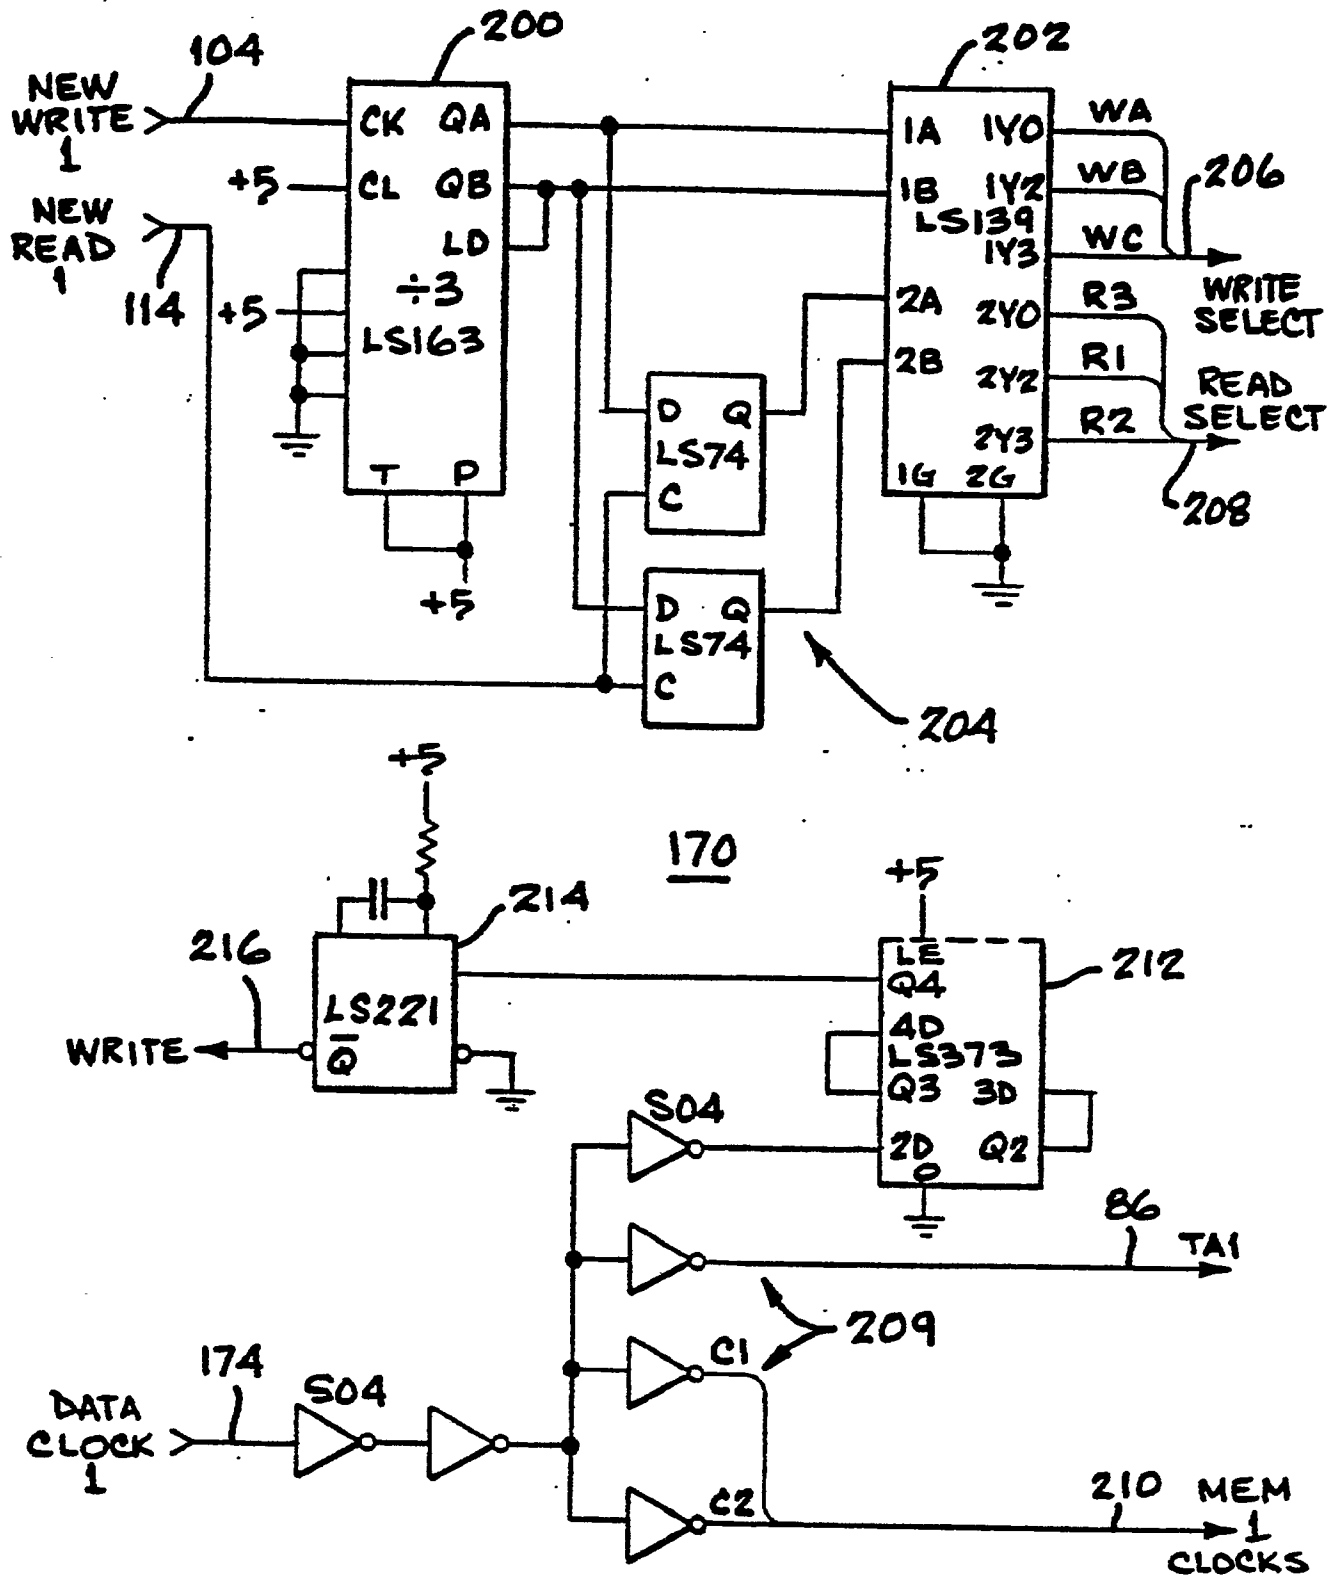 200
202
104
NEW
WRITE
1
CK QA
1A 1Y0
WA
+5
CL QB
1B 1Y2
WB
206
LS139
NEW
READ
1
LD
1Y3
WC
114
÷3
WRITE
SELECT
+5
LS163
2A 2Y0
R3
2B 2Y2
R1
READ
SELECT
D Q
LS74
C
2Y3
R2
T P
1G 2G
208
+5
D Q
LS74
C
204
+5
170
+5
214
216
212
LE
Q4
LS221
4D
WRITE
Q̅
LS373
Q3 3D
S04
2D Q2
O
86
TA1
209
C1
174
S04
DATA
CLOCK
1
C2
210
MEM
1
CLOCKS